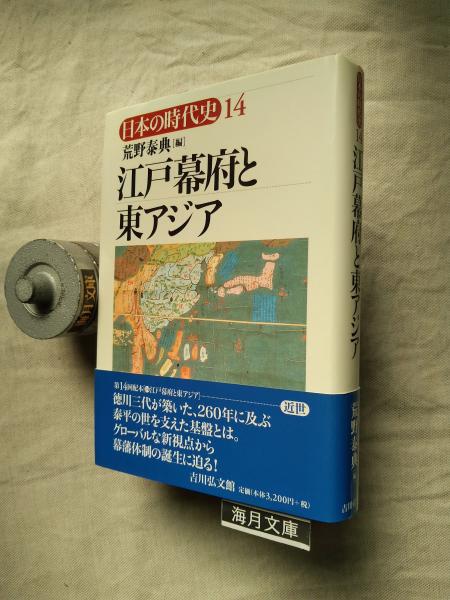 日本の時代史14
荒野泰典[編]
江戸幕府と
東アジア
第14回配本●江戸幕府と東アジア
近世
徳川三代が築いた、260年に及ぶ
泰平の世を支えた基盤とは。
グローバルな新視点から
幕藩体制の誕生に迫る!
吉川弘文館 定価(本体3,200円+税)
14
江戸幕府と東アジア
荒野泰典
吉川
海月文庫